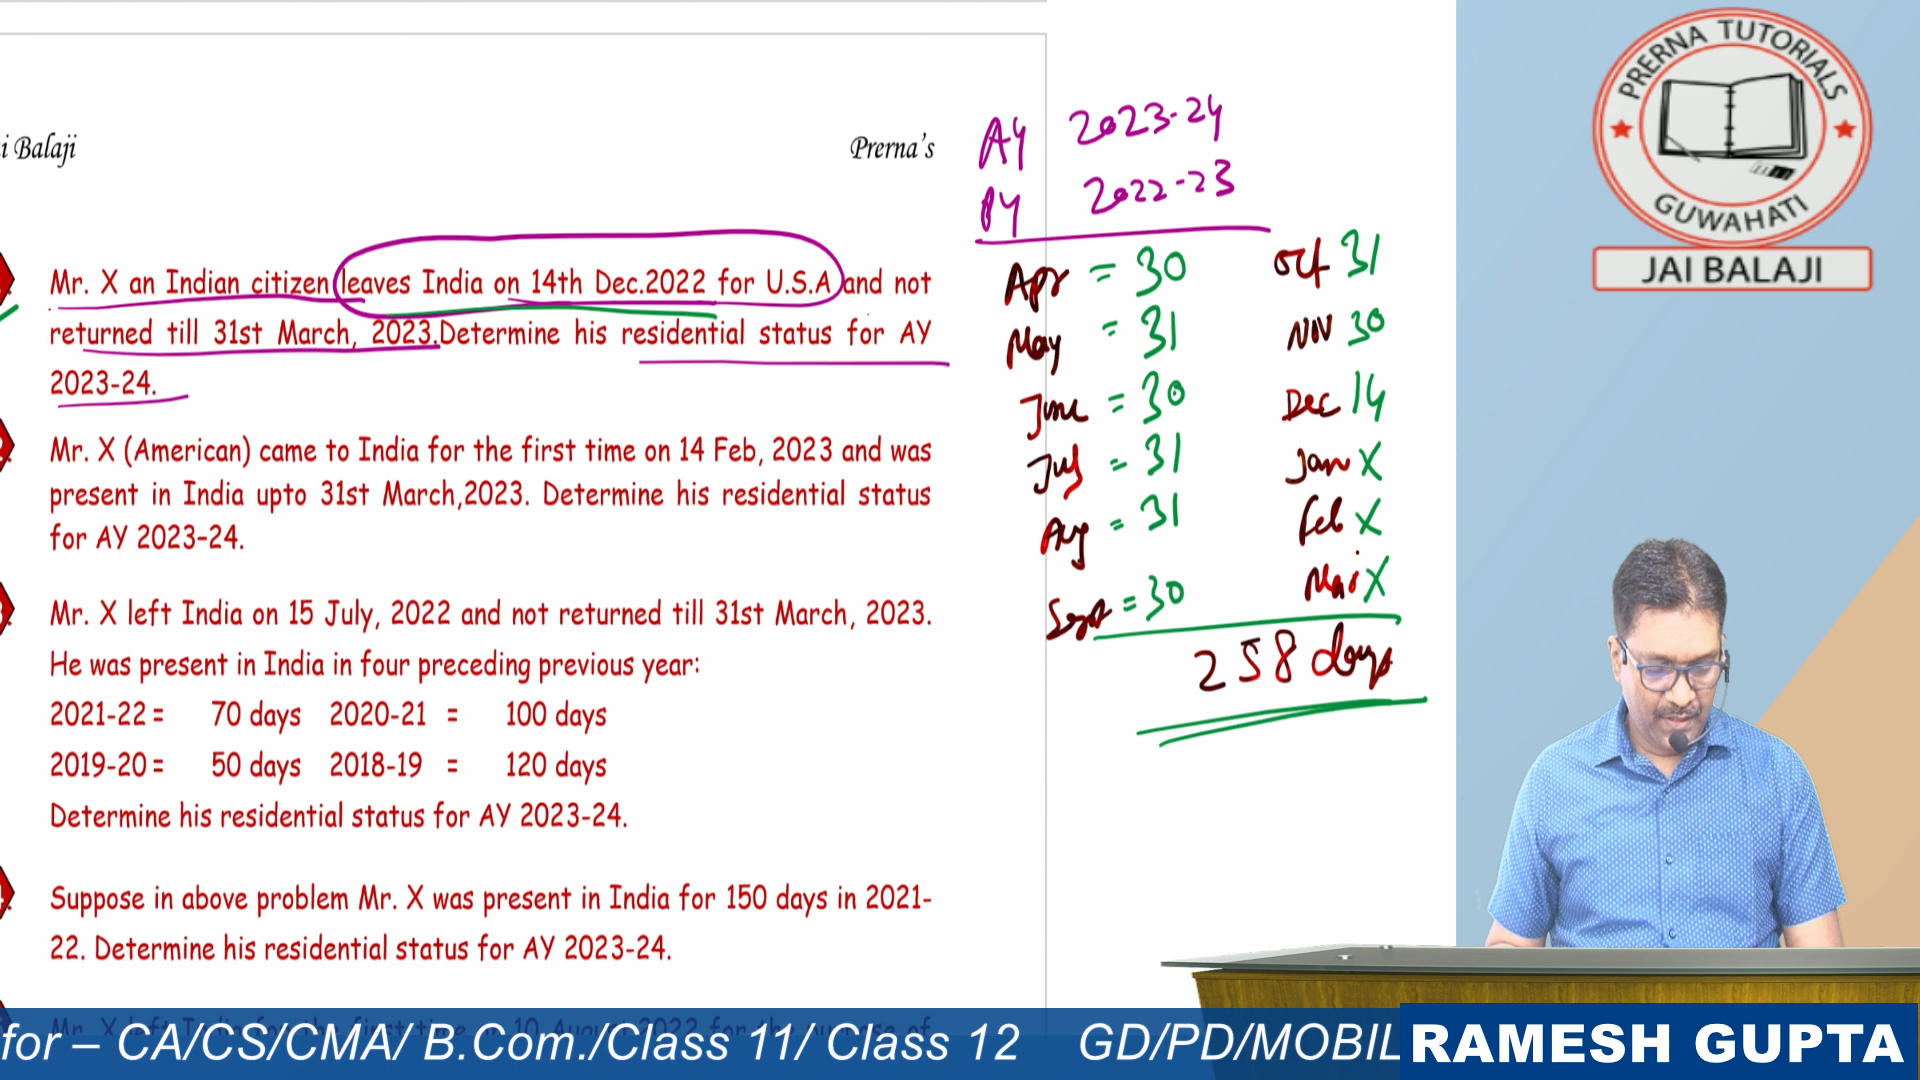 i Balaji
Prerna's
Mr. X an Indian citizen leaves India on 14th Dec.2022 for U.S.A and not
returned till 31st March, 2023.Determine his residential status for AY
2023-24.
Mr. X (American) came to India for the first time on 14 Feb, 2023 and was
present in India upto 31st March,2023. Determine his residential status
for AY 2023-24.
Mr. X left India on 15 July, 2022 and not returned till 31st March, 2023.
He was present in India in four preceding previous year:
2021-22 = 70 days 2020-21 = 100 days
2019-20 = 50 days 2018-19 = 120 days
Determine his residential status for AY 2023-24.
Suppose in above problem Mr. X was present in India for 150 days in 2021-
22. Determine his residential status for AY 2023-24.
AY 2023-24
PY 2022-23
Apr = 30
May = 31
June = 30
July = 31
Aug = 31
Sept = 30
Oct 31
Nov 30
Dec 14
Jan X
Feb X
Mar X
258 days
PRERNA TUTORIALS
GUWAHATI
JAI BALAJI
for – CA/CS/CMA/ B.Com./Class 11/ Class 12 GD/PD/MOBIL
RAMESH GUPTA